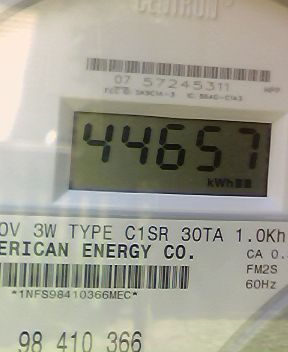 CENTRON
07 57245311
44657
kWh
0V 3W TYPE C1SR 30TA 1.0Kh
ERICAN ENERGY CO.
CA 0.
FM2S
*1NFS98410366MEC*
60Hz
98 410 366